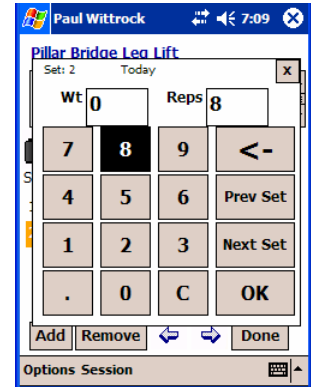 Paul Wittrock 7:09
Pillar Bridge Leg Lift
Set: 2 Today x
Wt 0 Reps 8
7 8 9 <-
4 5 6 Prev Set
1 2 3 Next Set
. 0 C OK
Add Remove Done
Options Session